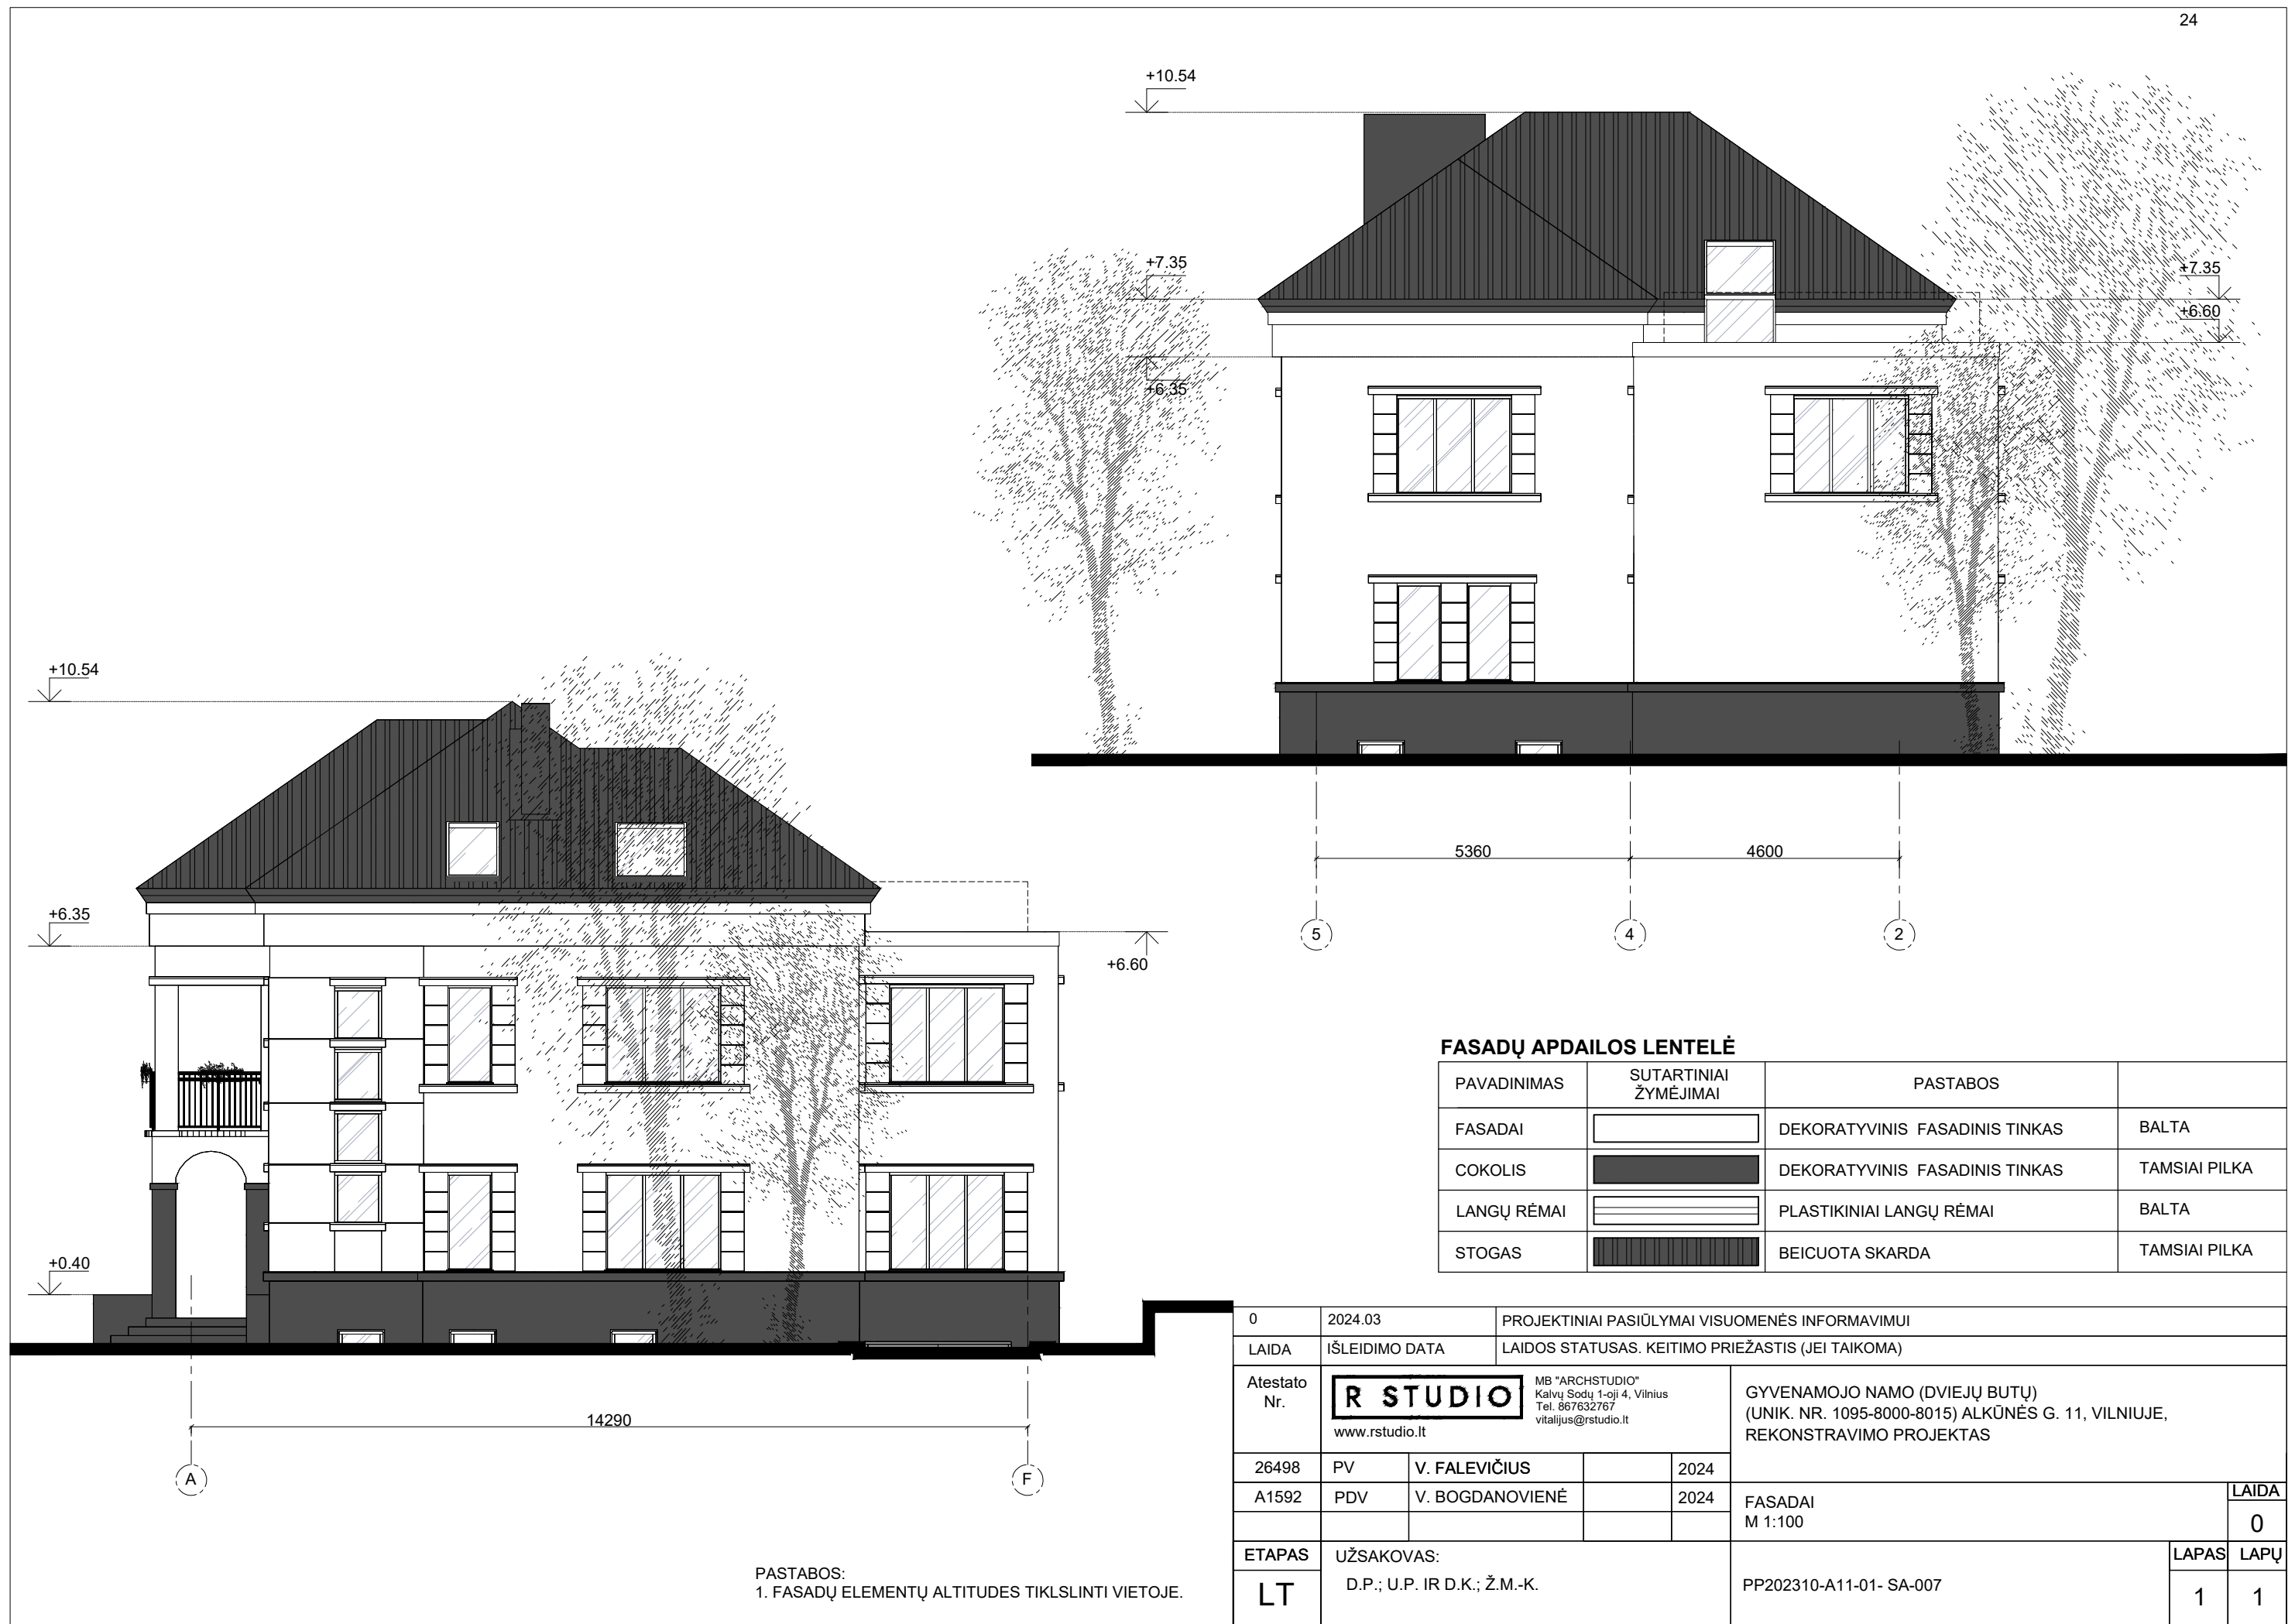 24
+10.54
+7.35
+6.35
+7.35
+6.60
5360
4600
5
4
2
+10.54
+6.35
+6.60
+0.40
14290
A
F
FASADŲ APDAILOS LENTELĖ
PAVADINIMAS
SUTARTINIAI
ŽYMĖJIMAI
PASTABOS
FASADAI
DEKORATYVINIS FASADINIS TINKAS
BALTA
COKOLIS
DEKORATYVINIS FASADINIS TINKAS
TAMSIAI PILKA
LANGŲ RĖMAI
PLASTIKINIAI LANGŲ RĖMAI
BALTA
STOGAS
BEICUOTA SKARDA
TAMSIAI PILKA
0
2024.03
PROJEKTINIAI PASIŪLYMAI VISUOMENĖS INFORMAVIMUI
LAIDA
IŠLEIDIMO DATA
LAIDOS STATUSAS. KEITIMO PRIEŽASTIS (JEI TAIKOMA)
Atestato
Nr.
R STUDIO
www.rstudio.lt
MB "ARCHSTUDIO"
Kalvų Sodų 1-oji 4, Vilnius
Tel. 867632767
vitalijus@rstudio.lt
GYVENAMOJO NAMO (DVIEJŲ BUTŲ)
(UNIK. NR. 1095-8000-8015) ALKŪNĖS G. 11, VILNIUJE,
REKONSTRAVIMO PROJEKTAS
26498
PV
V. FALEVIČIUS
2024
A1592
PDV
V. BOGDANOVIENĖ
2024
FASADAI
M 1:100
LAIDA
0
ETAPAS
LT
UŽSAKOVAS:
D.P.; U.P. IR D.K.; Ž.M.-K.
PP202310-A11-01- SA-007
LAPAS
LAPŲ
1
1
PASTABOS:
1. FASADŲ ELEMENTŲ ALTITUDES TIKLSLINTI VIETOJE.